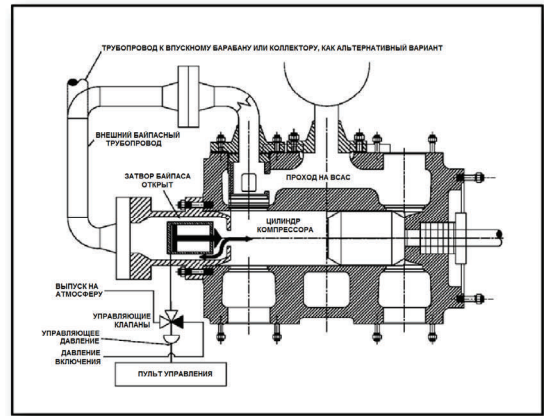 ТРУБОПРОВОД К ВПУСКНОМУ БАРАБАНУ ИЛИ КОЛЛЕКТОРУ, КАК АЛЬТЕРНАТИВНЫЙ ВАРИАНТ
ВНЕШНИЙ БАЙПАСНЫЙ
ТРУБОПРОВОД
ЗАТВОР БАЙПАСА
ОТКРЫТ
ПРОХОД НА ВСАС
ЦИЛИНДР
КОМПРЕССОРА
ВЫПУСК НА
АТМОСФЕРУ
УПРАВЛЯЮЩИЕ
КЛАПАНЫ
УПРАВЛЯЮЩЕЕ
ДАВЛЕНИЕ
ДАВЛЕНИЕ
ВКЛЮЧЕНИЯ
ПУЛЬТ УПРАВЛЕНИЯ